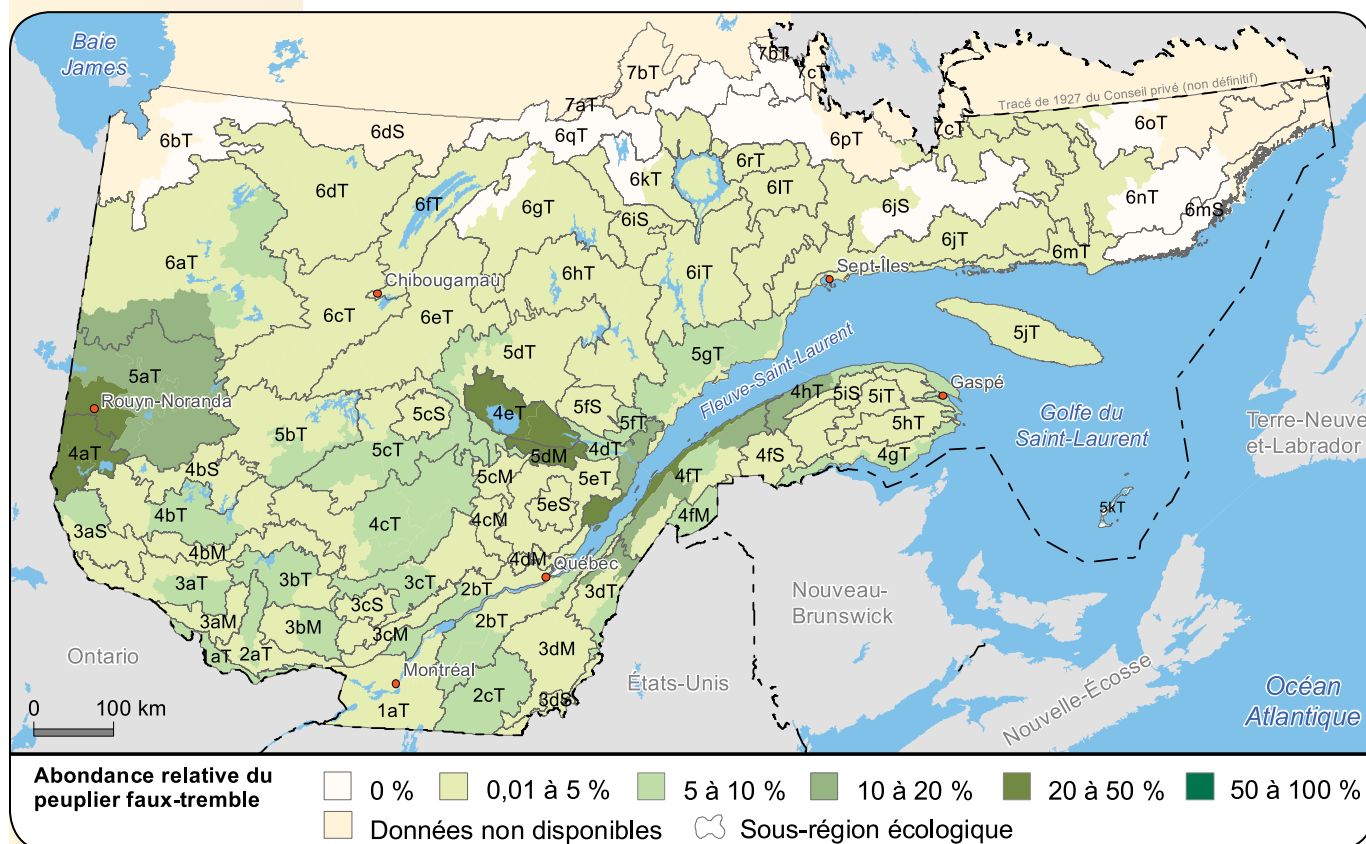 Baie
James
7bT
7bT
7cT
7aT
Tracé de 1927 du Conseil privé (non définitif)
6bT
6dS
6qT
6pT
7cT
6oT
6dT
6fT
6gT
6kT
6rT
6lT
6nT
6iS
6jS
6mS
6aT
6hT
6iT
6jT
6mT
Sept-Îles
Chibougamau
6cT
6eT
5jT
5dT
5gT
5aT
Fleuve-Saint-Laurent
Rouyn-Noranda
4hT
5iS
5iT
Gaspé
5cS
4eT
5fS
5fT
5hT
Golfe du
Saint-Laurent
Terre-Neuve
et-Labrador
5bT
5cT
4aT
5dM
4dT
4gT
4bS
5cM
5eT
4fT
4fS
5eS
5kT
3aS
4bT
4cT
4cM
4fM
4bM
4dM
Québec
3aT
3bT
3cT
2bT
3dT
Nouveau-
Brunswick
3cS
3aM
3bM
3cM
2bT
3dM
Ontario
aT
2aT
Montréal
États-Unis
2cT
3dS
1aT
Nouvelle-Écosse
Océan
Atlantique
0 100 km
Abondance relative du
peuplier faux-tremble
0 % 0,01 à 5 % 5 à 10 % 10 à 20 % 20 à 50 % 50 à 100 %
Données non disponibles Sous-région écologique